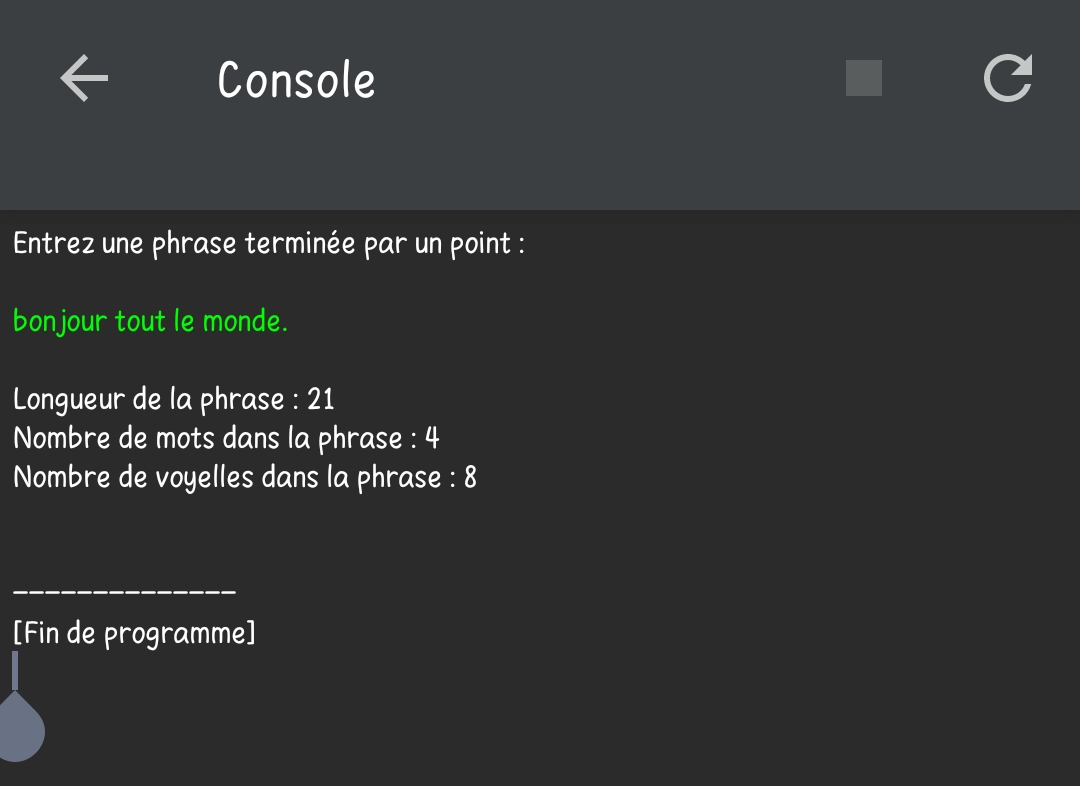 Console
Entrez une phrase terminée par un point :
bonjour tout le monde.
Longueur de la phrase : 21
Nombre de mots dans la phrase : 4
Nombre de voyelles dans la phrase : 8
______________
[Fin de programme]